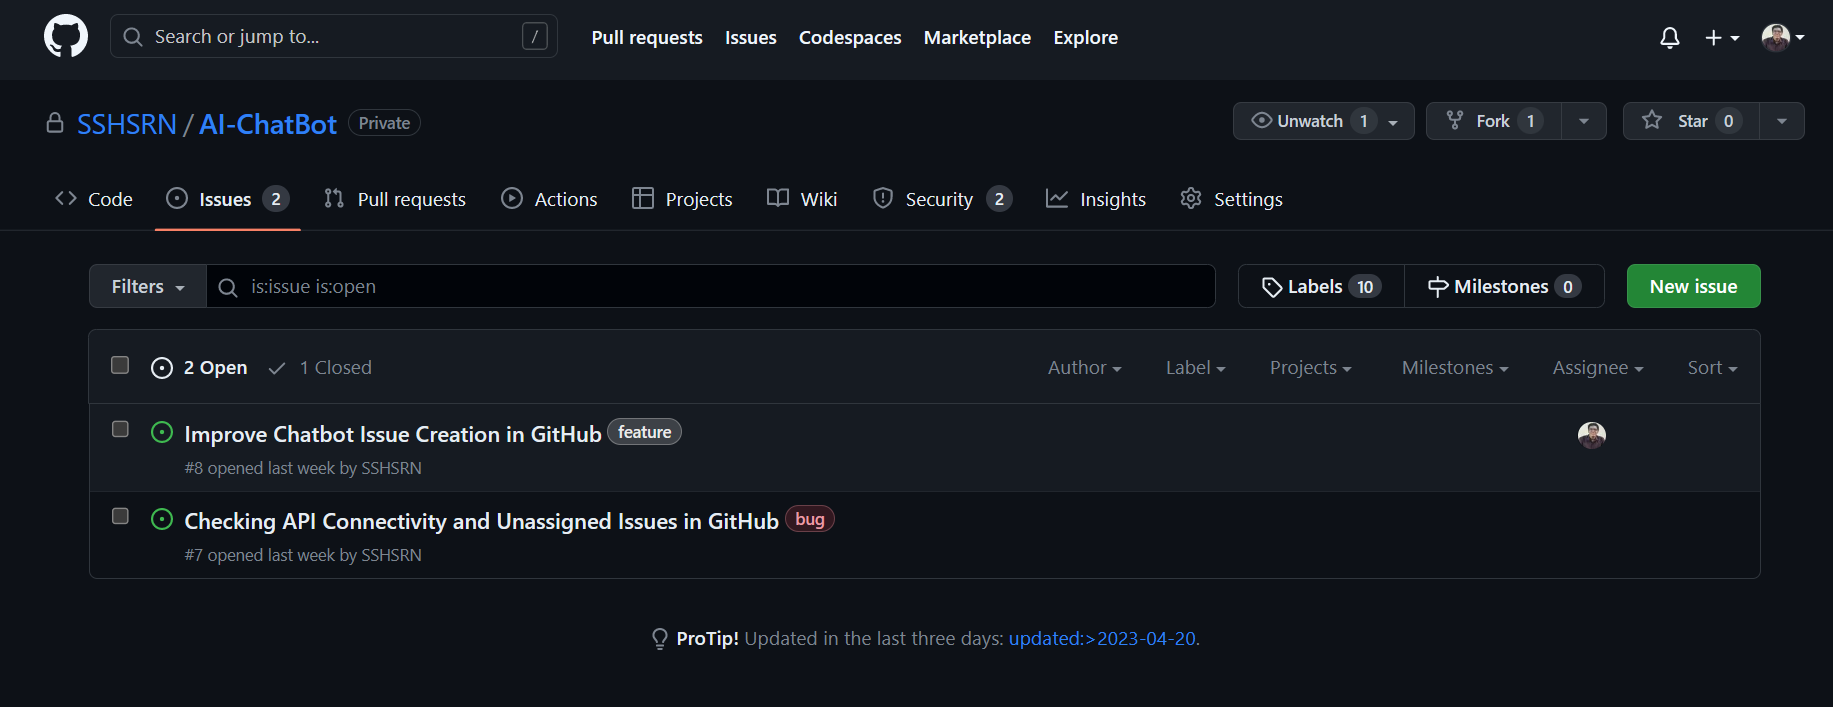 Search or jump to... / Pull requests Issues Codespaces Marketplace Explore
SSHSRN / AI-ChatBot Private Unwatch 1 Fork 1 Star 0
Code Issues 2 Pull requests Actions Projects Wiki Security 2 Insights Settings
Filters is:issue is:open Labels 10 Milestones 0 New issue
2 Open 1 Closed Author Label Projects Milestones Assignee Sort
Improve Chatbot Issue Creation in GitHub feature
#8 opened last week by SSHSRN
Checking API Connectivity and Unassigned Issues in GitHub bug
#7 opened last week by SSHSRN
ProTip! Updated in the last three days: updated:>2023-04-20.